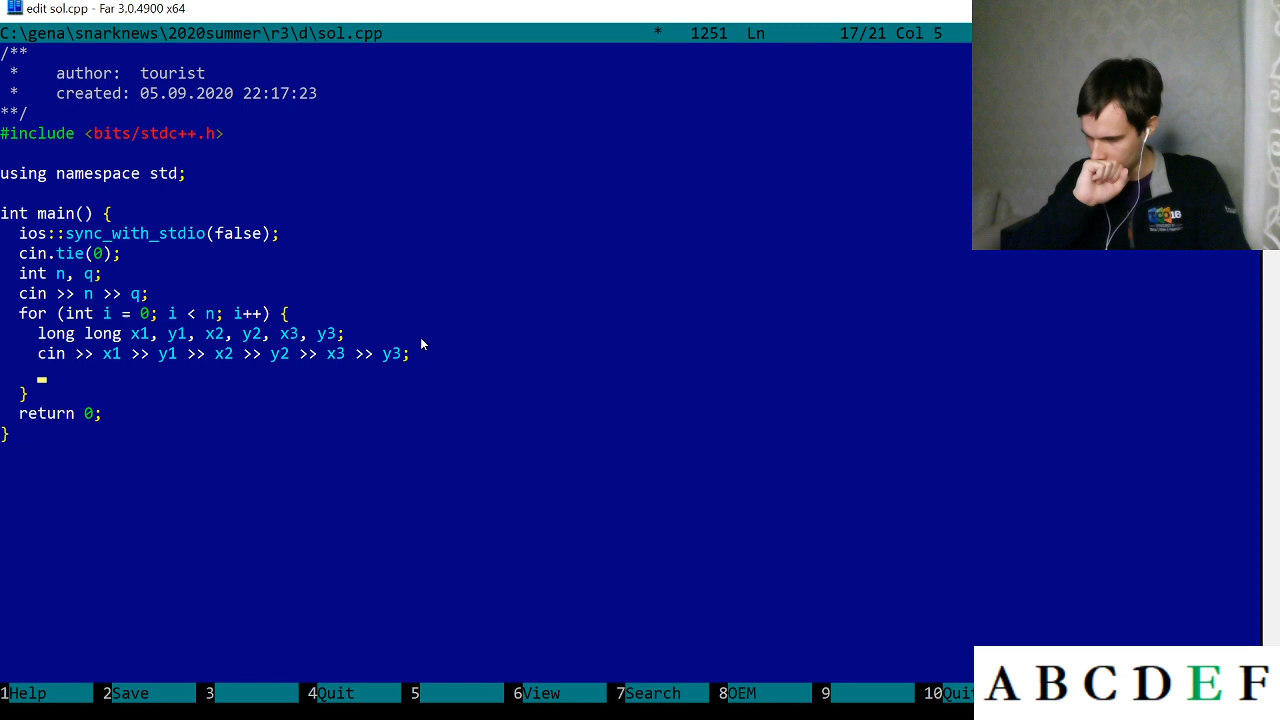 edit sol.cpp - Far 3.0.4900 x64
C:\gena\snarknews\2020summer\r3\d\sol.cpp * 1251 Ln 17/21 Col 5
/**
 *    author:  tourist
 *    created: 05.09.2020 22:17:23
**/
#include <bits/stdc++.h>
using namespace std;
int main() {
  ios::sync_with_stdio(false);
  cin.tie(0);
  int n, q;
  cin >> n >> q;
  for (int i = 0; i < n; i++) {
    long long x1, y1, x2, y2, x3, y3;
    cin >> x1 >> y1 >> x2 >> y2 >> x3 >> y3;
  }
  return 0;
}
1Help 2Save 3 4Quit 5 6View 7Search 8OEM 9 10Quit
A B C D E F